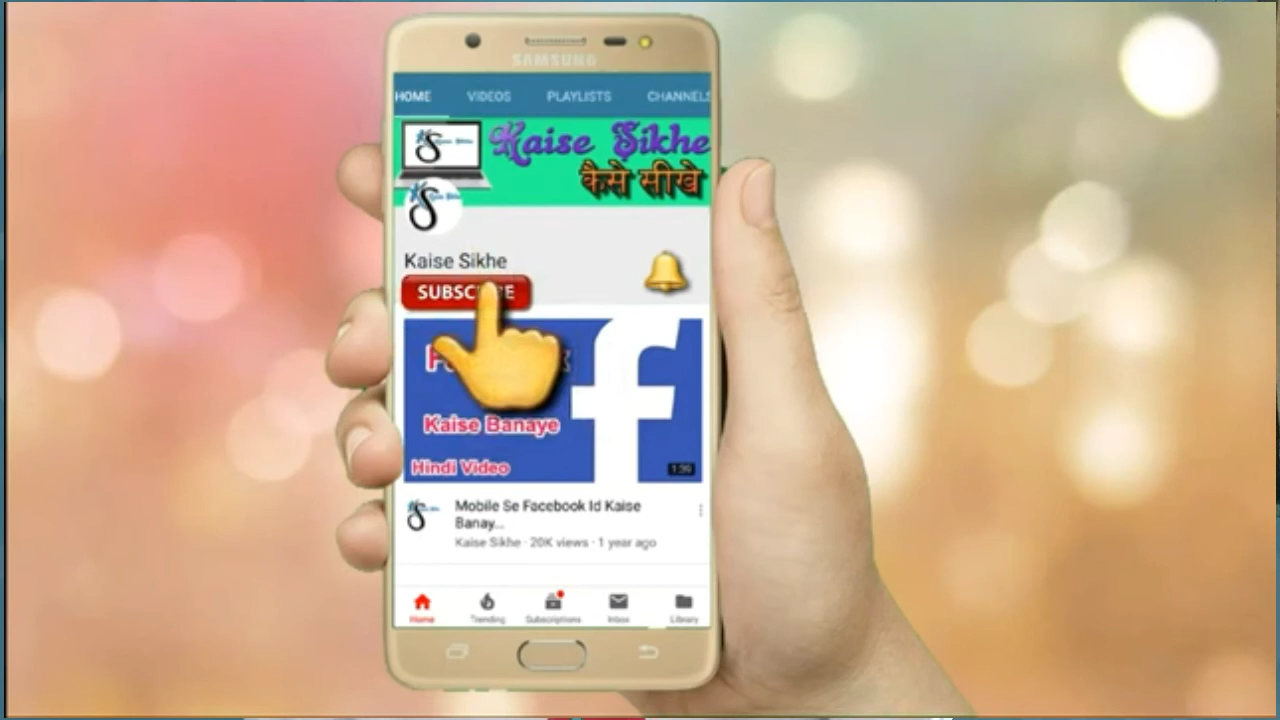 SAMSUNG
HOME VIDEOS PLAYLISTS CHANNELS
Kaise Sikhe
कैसे सीखे
Kaise Sikhe
Kaise Banaye
Hindi Video
1:39
Mobile Se Facebook Id Kaise
Banay...
Kaise Sikhe · 20K views · 1 year ago
Home Trending Subscriptions Inbox Library